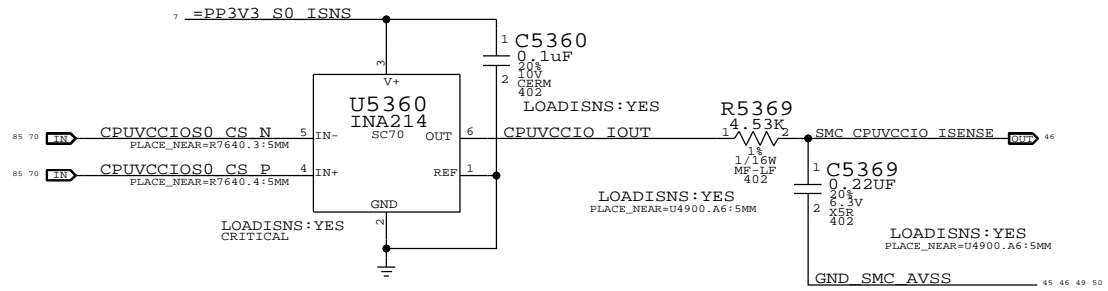 7 =PP3V3_S0_ISNS
1 C5360
0.1uF
20%
10V
2 CERM
402
3
V+
U5360
INA214
SC70
LOADISNS:YES
85 70 IN CPUVCCIOS0_CS_N 5 IN-
PLACE_NEAR=R7640.3:5MM
OUT 6 CPUVCCIO_IOUT
85 70 IN CPUVCCIOS0_CS_P 4 IN+
PLACE_NEAR=R7640.4:5MM
REF 1
GND
2
LOADISNS:YES
CRITICAL
R5369
1 4.53K 2
1%
1/16W
MF-LF
402
LOADISNS:YES
PLACE_NEAR=U4900.A6:5MM
SMC_CPUVCCIO_ISENSE OUT 46
1 C5369
0.22UF
20%
6.3V
2 X5R
402
LOADISNS:YES
PLACE_NEAR=U4900.A6:5MM
GND_SMC_AVSS 45 46 49 50